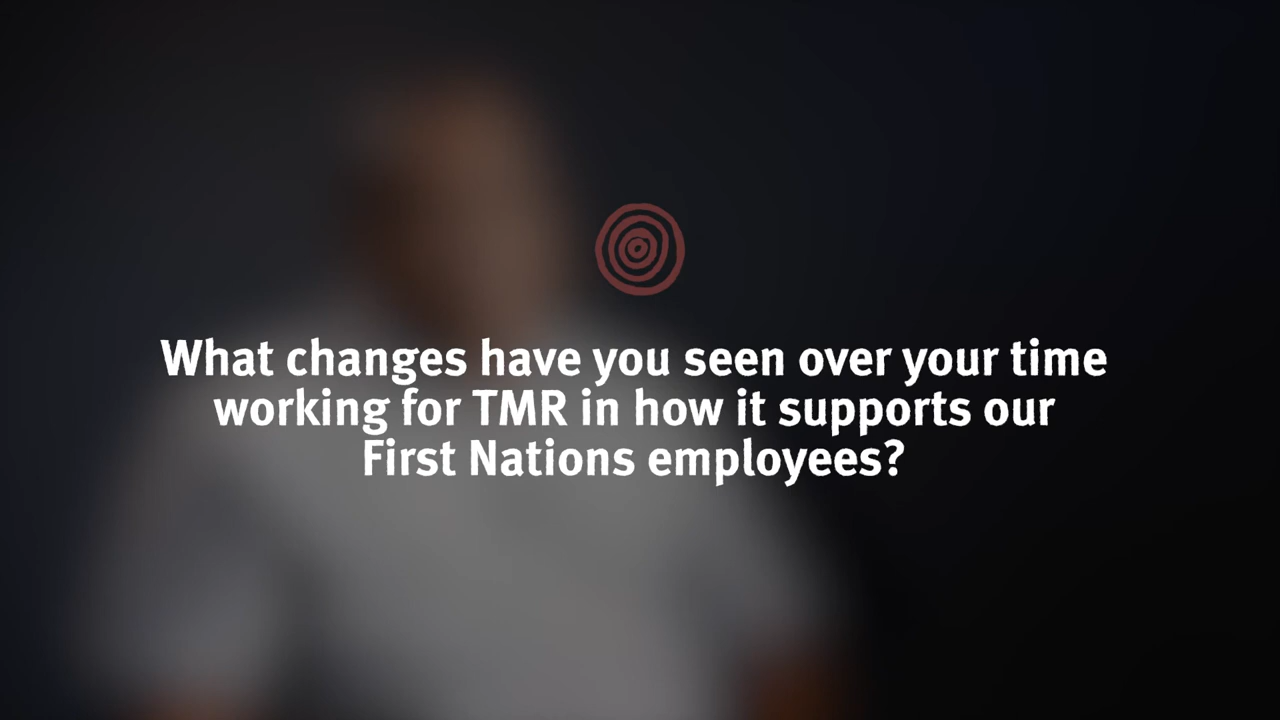 What changes have you seen over your time
working for TMR in how it supports our
First Nations employees?